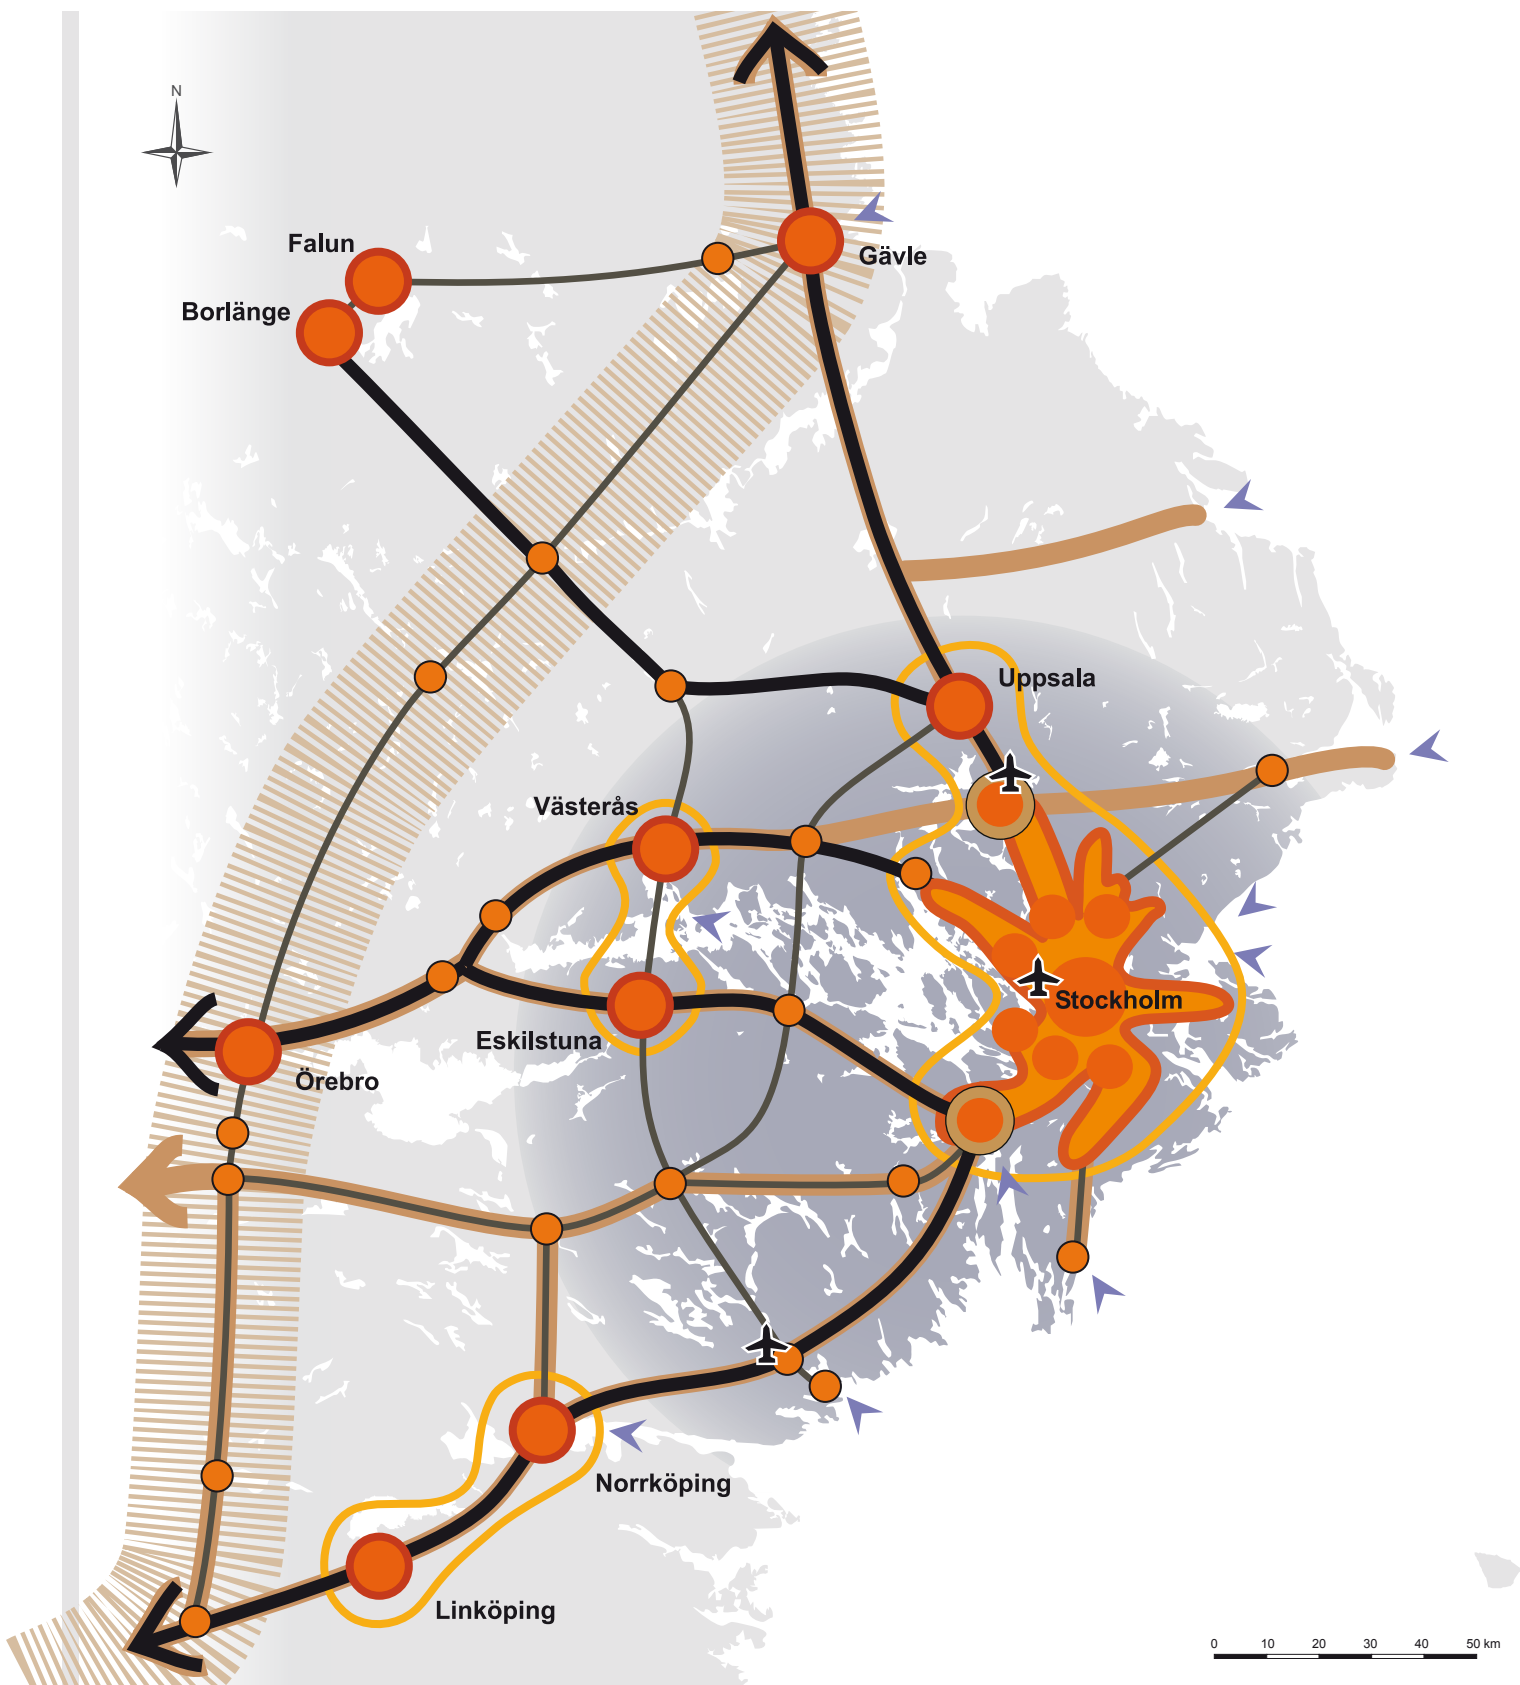 N
Falun
Gävle
Borlänge
Uppsala
Västerås
Stockholm
Eskilstuna
Örebro
Norrköping
Linköping
0 10 20 30 40 50 km